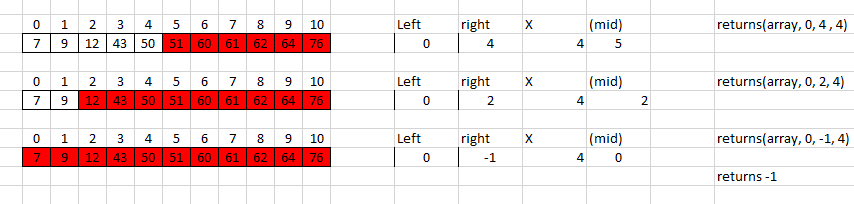 0 1 2 3 4 5 6 7 8 9 10 Left right X (mid) returns(array, 0, 4 , 4)
7 9 12 43 50 51 60 61 62 64 76 0 4 4 5
0 1 2 3 4 5 6 7 8 9 10 Left right X (mid) returns(array, 0, 2, 4)
7 9 12 43 50 51 60 61 62 64 76 0 2 4 2
0 1 2 3 4 5 6 7 8 9 10 Left right X (mid) returns(array, 0, -1, 4)
7 9 12 43 50 51 60 61 62 64 76 0 -1 4 0
returns -1